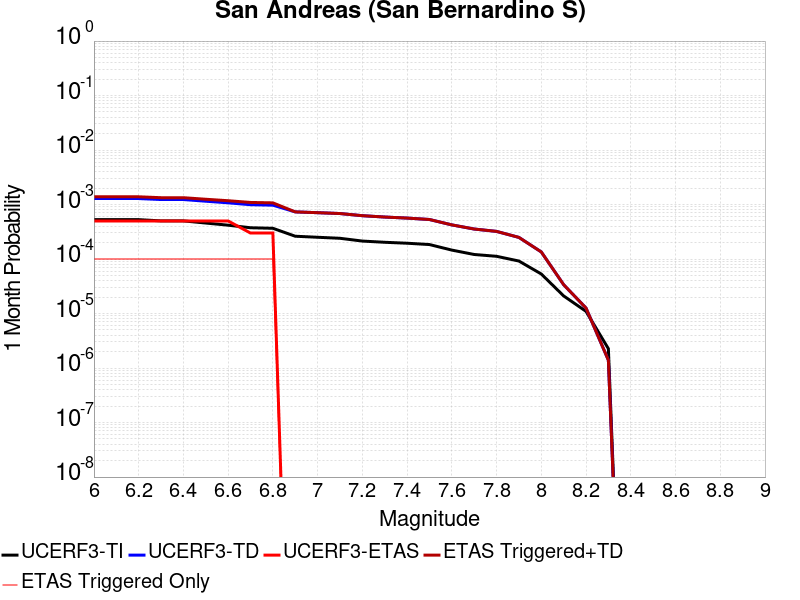 San Andreas (San Bernardino S)
10^0
10^-1
10^-2
10^-3
10^-4
10^-5
10^-6
10^-7
10^-8
1 Month Probability
6 6.2 6.4 6.6 6.8 7 7.2 7.4 7.6 7.8 8 8.2 8.4 8.6 8.8 9
Magnitude
UCERF3-TI UCERF3-TD UCERF3-ETAS ETAS Triggered+TD
ETAS Triggered Only